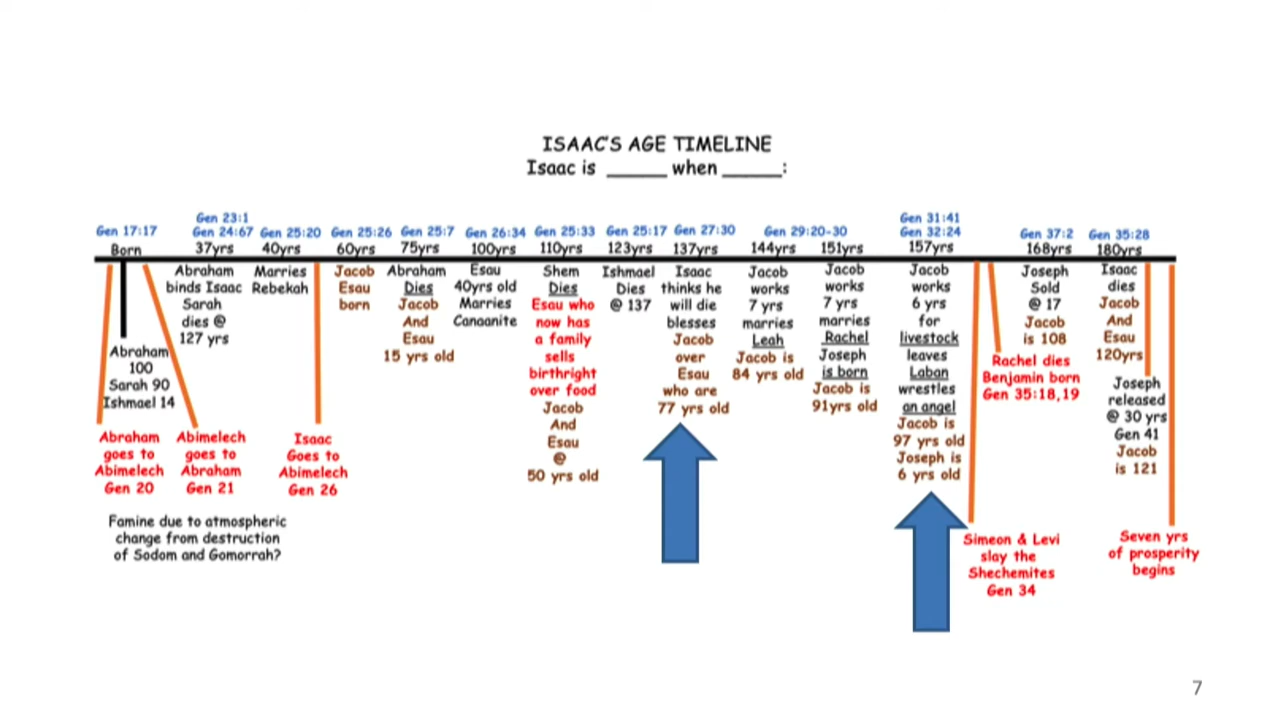 ISAAC'S AGE TIMELINE
Isaac is ______ when ______:
Gen 17:17
Born
Abraham
100
Sarah 90
Ishmael 14
Abraham
goes to
Abimelech
Gen 20
Abimelech
goes to
Abraham
Gen 21
Famine due to atmospheric
change from destruction
of Sodom and Gomorrah?
Gen 23:1
Gen 24:67
37yrs
Abraham
binds Isaac
Sarah
dies @
127 yrs
Gen 25:20
40yrs
Marries
Rebekah
Isaac
Goes to
Abimelech
Gen 26
Gen 25:26
60yrs
Jacob
Esau
born
Gen 25:7
75yrs
Abraham
Dies
Jacob
And
Esau
15 yrs old
Gen 26:34
100yrs
Esau
40yrs old
Marries
Canaanite
Gen 25:33
110yrs
Shem
Dies
Esau who
now has
a family
sells
birthright
over food
Jacob
And
Esau
@
50 yrs old
Gen 25:17
123yrs
Ishmael
Dies
@ 137
Gen 27:30
137yrs
Isaac
thinks he
will die
blesses
Jacob
over
Esau
who are
77 yrs old
Gen 29:20-30
144yrs
Jacob
works
7 yrs
marries
Leah
Jacob is
84 yrs old
151yrs
Jacob
works
7 yrs
marries
Rachel
Joseph
is born
Jacob is
91yrs old
Gen 31:41
Gen 32:24
157yrs
Jacob
works
6 yrs
for
livestock
leaves
Laban
wrestles
an angel
Jacob is
97 yrs old
Joseph is
6 yrs old
Simeon & Levi
slay the
Shechemites
Gen 34
Gen 37:2
168yrs
Joseph
Sold
@ 17
Jacob
is 108
Rachel dies
Benjamin born
Gen 35:18,19
Gen 35:28
180yrs
Isaac
dies
Jacob
And
Esau
120yrs
Joseph
released
@ 30 yrs
Gen 41
Jacob
is 121
Seven yrs
of prosperity
begins
7